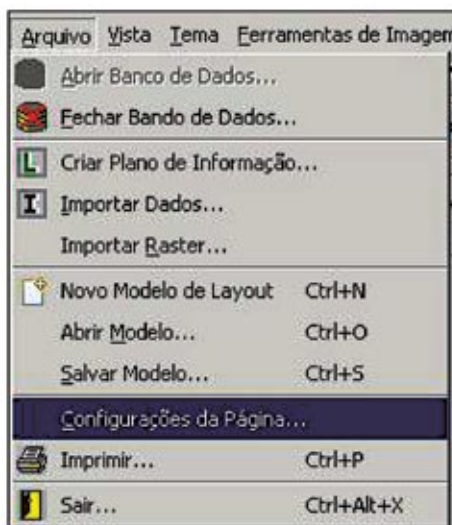 Arquivo Vista Tema Ferramentas de Imagem
Abrir Banco de Dados...
Fechar Bando de Dados...
L Criar Plano de Informação...
I Importar Dados...
Importar Raster...
Novo Modelo de Layout Ctrl+N
Abrir Modelo... Ctrl+O
Salvar Modelo... Ctrl+S
Configurações da Página...
Imprimir... Ctrl+P
Sair... Ctrl+Alt+X